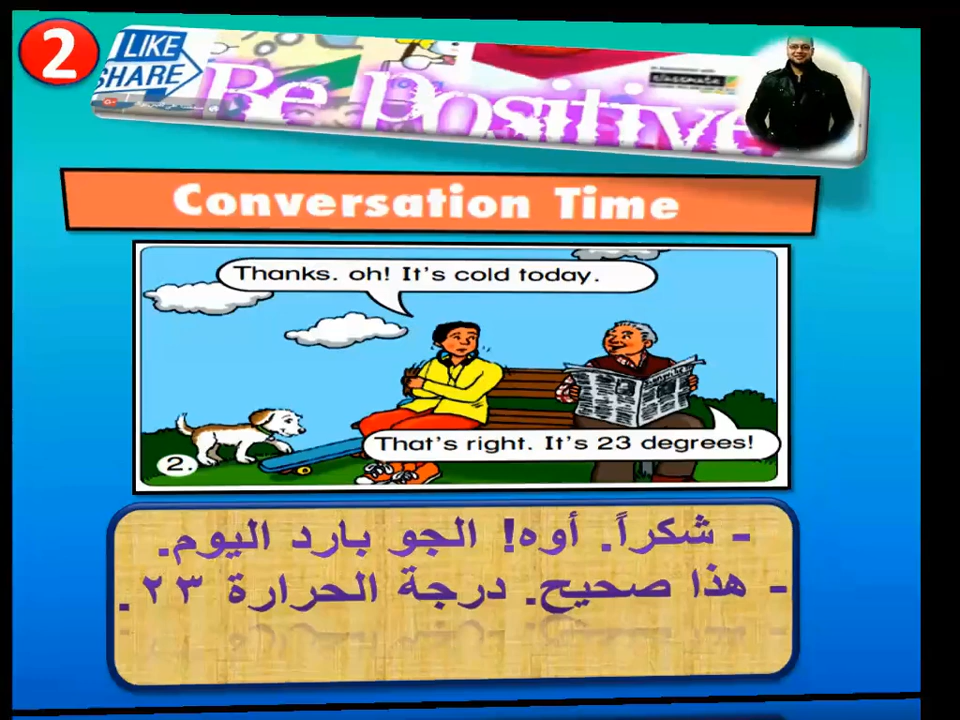 2
I LIKE
SHARE
Be Positive
Conversation Time
Thanks. oh! It's cold today.
That's right. It's 23 degrees!
2.
- شكراً. أوه! الجو بارد اليوم.
- هذا صحيح. درجة الحرارة ٢٣ .